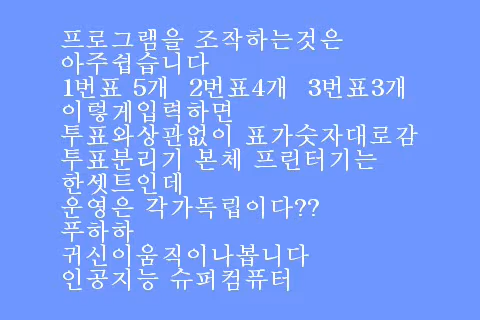 프로그램을 조작하는것은
아주쉽습니다
1번표 5개  2번표4개  3번표3개
이렇게입력하면
투표와상관없이 표가숫자대로감
투표분리기 본체 프린터기는
한셋트인데
운영은 각가독립이다??
푸하하
귀신이움직이나봅니다
인공지능 슈퍼컴퓨터